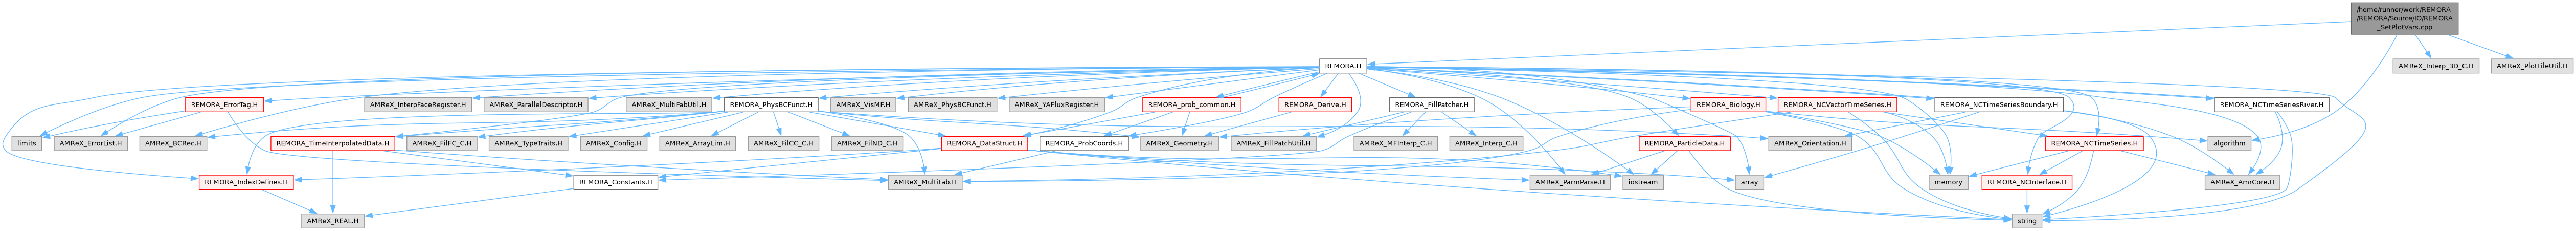 /home/runner/work/REMORA
/REMORA/Source/IO/REMORA
_SetPlotVars.cpp
REMORA.H
AMReX_Interp_3D_C.H
AMReX_PlotFileUtil.H
REMORA_ErrorTag.H
AMReX_InterpFaceRegister.H
AMReX_ParallelDescriptor.H
AMReX_MultiFabUtil.H
REMORA_PhysBCFunct.H
AMReX_VisMF.H
AMReX_PhysBCFunct.H
AMReX_YAFluxRegister.H
REMORA_prob_common.H
REMORA_Derive.H
REMORA_FillPatcher.H
REMORA_Biology.H
REMORA_NCVectorTimeSeries.H
REMORA_NCTimeSeriesBoundary.H
REMORA_NCTimeSeriesRiver.H
limits
AMReX_ErrorList.H
AMReX_BCRec.H
REMORA_TimeInterpolatedData.H
AMReX_FilFC_C.H
AMReX_TypeTraits.H
AMReX_Config.H
AMReX_ArrayLim.H
AMReX_FilCC_C.H
AMReX_FilND_C.H
REMORA_DataStruct.H
REMORA_ProbCoords.H
AMReX_Geometry.H
AMReX_FillPatchUtil.H
AMReX_MFInterp_C.H
AMReX_Interp_C.H
REMORA_ParticleData.H
AMReX_Orientation.H
REMORA_NCTimeSeries.H
algorithm
REMORA_IndexDefines.H
REMORA_Constants.H
AMReX_MultiFab.H
AMReX_ParmParse.H
iostream
array
memory
REMORA_NCInterface.H
AMReX_AmrCore.H
AMReX_REAL.H
string